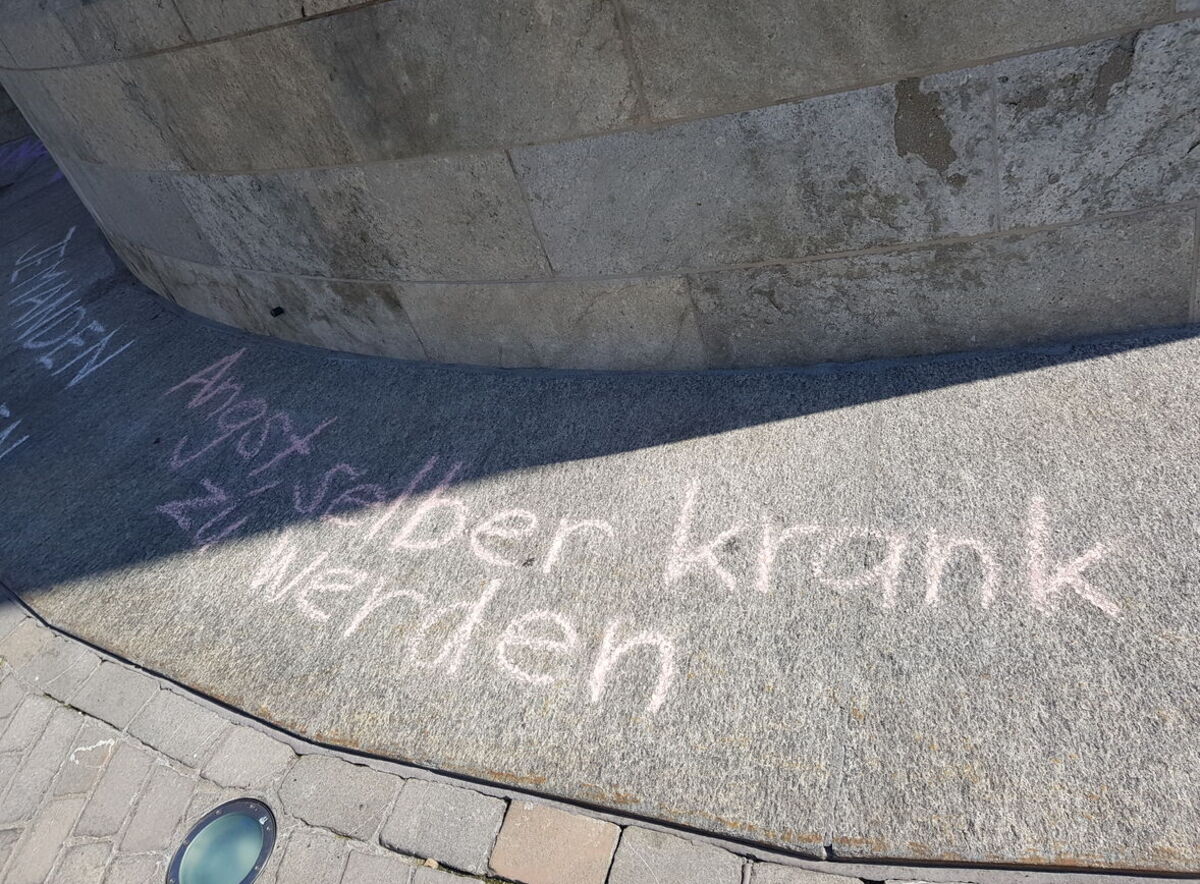 JEMANDEN
Angst selber krank
zu werden